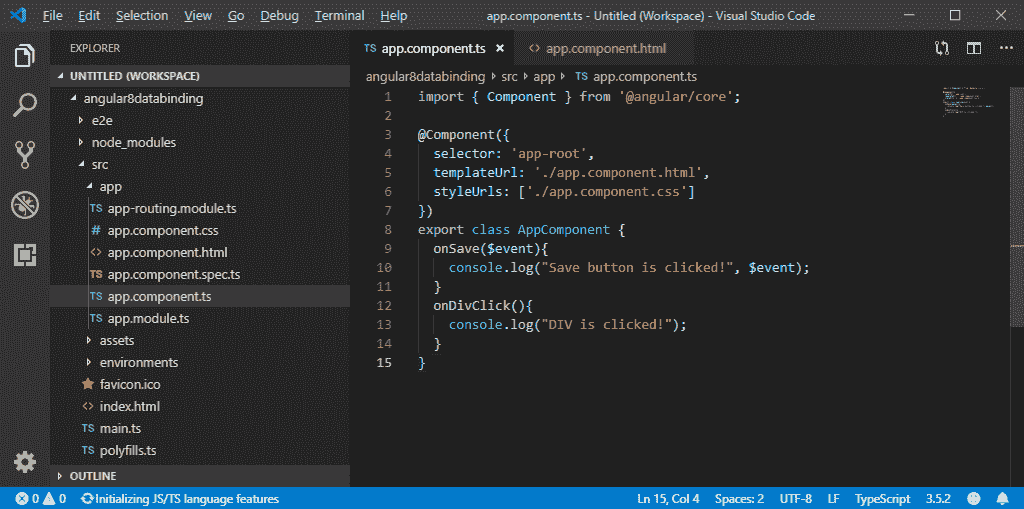 File Edit Selection View Go Debug Terminal Help app.component.ts - Untitled (Workspace) - Visual Studio Code
EXPLORER
UNTITLED (WORKSPACE)
angular8databinding
e2e
node_modules
src
app
TS app-routing.module.ts
# app.component.css
<> app.component.html
TS app.component.spec.ts
TS app.component.ts
TS app.module.ts
assets
environments
favicon.ico
<> index.html
TS main.ts
TS polyfills.ts
OUTLINE
TS app.component.ts × <> app.component.html
angular8databinding › src › app › TS app.component.ts
1 import { Component } from '@angular/core';
2
3 @Component({
4   selector: 'app-root',
5   templateUrl: './app.component.html',
6   styleUrls: ['./app.component.css']
7 })
8 export class AppComponent {
9   onSave($event){
10     console.log("Save button is clicked!", $event);
11   }
12   onDivClick(){
13     console.log("DIV is clicked!");
14   }
15 }
0 0 Initializing JS/TS language features Ln 15, Col 4 Spaces: 2 UTF-8 LF TypeScript 3.5.2